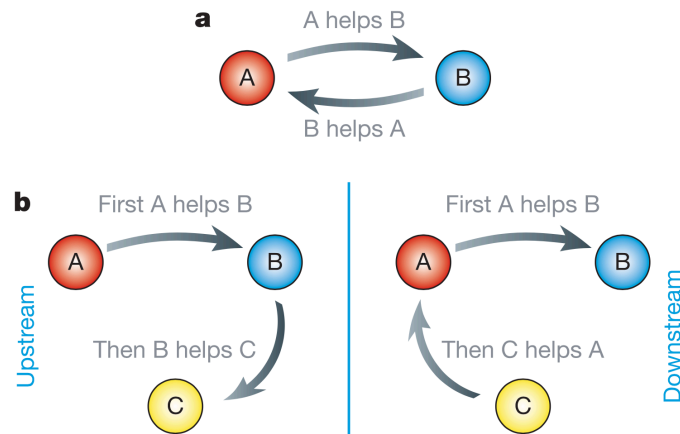 a
A helps B
A
B
B helps A
b
Upstream
First A helps B
A
B
Then B helps C
C
First A helps B
A
B
Then C helps A
C
Downstream